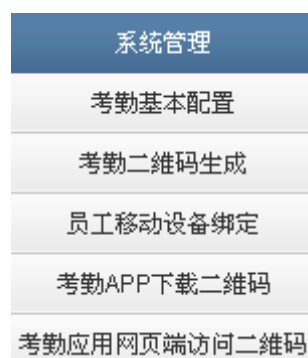 系统管理
考勤基本配置
考勤二维码生成
员工移动设备绑定
考勤APP下载二维码
考勤应用网页端访问二维码